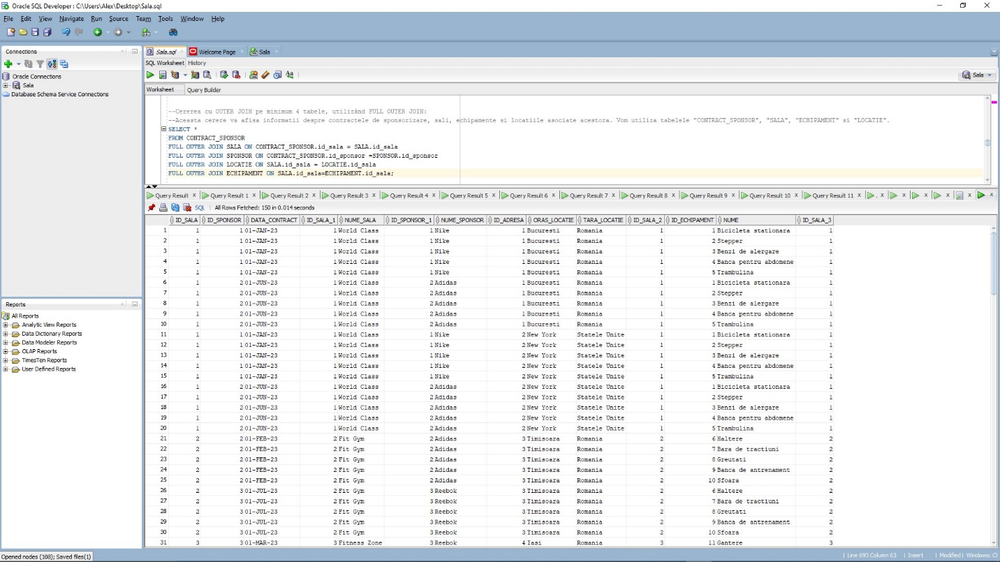 Oracle SQL Developer : C:\Users\Alex\Desktop\Sala.sql
File Edit View Navigate Run Source Team Tools Window Help
Connections
Oracle Connections
Sala
Database Schema Service Connections
Reports
All Reports
Analytic View Reports
Data Dictionary Reports
Data Modeler Reports
OLAP Reports
TimesTen Reports
User Defined Reports
Sala.sql Welcome Page Sala
SQL Worksheet History
Sala
Worksheet Query Builder
--Cererea cu OUTER JOIN pe minimum 4 tabele, utilizând FULL OUTER JOIN:
--Aceasta cerere va afisa informatii despre contractele de sponsorizare, sali, echipamente si locatiile asociate acestora. Vom utiliza tabelele "CONTRACT_SPONSOR", "SALA", "ECHIPAMENT" si "LOCATIE".
SELECT *
FROM CONTRACT_SPONSOR
FULL OUTER JOIN SALA ON CONTRACT_SPONSOR.id_sala = SALA.id_sala
FULL OUTER JOIN SPONSOR ON CONTRACT_SPONSOR.id_sponsor =SPONSOR.id_sponsor
FULL OUTER JOIN LOCATIE ON SALA.id_sala = LOCATIE.id_sala
FULL OUTER JOIN ECHIPAMENT ON SALA.id_sala=ECHIPAMENT.id_sala;
Query Result x Query Result 1 x Query Result 2 x Query Result 3 x Query Result 4 x Query Result 5 x Query Result 6 x Query Result 7 x Query Result 8 x Query Result 9 x Query Result 10 x Query Result 11 x . x x x x x x
SQL | All Rows Fetched: 150 in 0.014 seconds
ID_SALA ID_SPONSOR DATA_CONTRACT ID_SALA_1 NUME_SALA ID_SPONSOR_1 NUME_SPONSOR ID_ADRESA ORAS_LOCATIE TARA_LOCATIE ID_SALA_2 ID_ECHIPAMENT NUME ID_SALA_3
1 1 1 01-JAN-23 1 World Class 1 Nike 1 Bucuresti Romania 1 1 Bicicleta stationara 1
2 1 1 01-JAN-23 1 World Class 1 Nike 1 Bucuresti Romania 1 2 Stepper 1
3 1 1 01-JAN-23 1 World Class 1 Nike 1 Bucuresti Romania 1 3 Benzi de alergare 1
4 1 1 01-JAN-23 1 World Class 1 Nike 1 Bucuresti Romania 1 4 Banca pentru abdomene 1
5 1 1 01-JAN-23 1 World Class 1 Nike 1 Bucuresti Romania 1 5 Trambulina 1
6 1 2 01-JUN-23 1 World Class 2 Adidas 1 Bucuresti Romania 1 1 Bicicleta stationara 1
7 1 2 01-JUN-23 1 World Class 2 Adidas 1 Bucuresti Romania 1 2 Stepper 1
8 1 2 01-JUN-23 1 World Class 2 Adidas 1 Bucuresti Romania 1 3 Benzi de alergare 1
9 1 2 01-JUN-23 1 World Class 2 Adidas 1 Bucuresti Romania 1 4 Banca pentru abdomene 1
10 1 2 01-JUN-23 1 World Class 2 Adidas 1 Bucuresti Romania 1 5 Trambulina 1
11 1 1 01-JAN-23 1 World Class 1 Nike 2 New York Statele Unite 1 1 Bicicleta stationara 1
12 1 1 01-JAN-23 1 World Class 1 Nike 2 New York Statele Unite 1 2 Stepper 1
13 1 1 01-JAN-23 1 World Class 1 Nike 2 New York Statele Unite 1 3 Benzi de alergare 1
14 1 1 01-JAN-23 1 World Class 1 Nike 2 New York Statele Unite 1 4 Banca pentru abdomene 1
15 1 1 01-JAN-23 1 World Class 1 Nike 2 New York Statele Unite 1 5 Trambulina 1
16 1 2 01-JUN-23 1 World Class 2 Adidas 2 New York Statele Unite 1 1 Bicicleta stationara 1
17 1 2 01-JUN-23 1 World Class 2 Adidas 2 New York Statele Unite 1 2 Stepper 1
18 1 2 01-JUN-23 1 World Class 2 Adidas 2 New York Statele Unite 1 3 Benzi de alergare 1
19 1 2 01-JUN-23 1 World Class 2 Adidas 2 New York Statele Unite 1 4 Banca pentru abdomene 1
20 1 2 01-JUN-23 1 World Class 2 Adidas 2 New York Statele Unite 1 5 Trambulina 1
21 2 2 01-FEB-23 2 Fit Gym 2 Adidas 3 Timisoara Romania 2 6 Haltere 2
22 2 2 01-FEB-23 2 Fit Gym 2 Adidas 3 Timisoara Romania 2 7 Bara de tractiuni 2
23 2 2 01-FEB-23 2 Fit Gym 2 Adidas 3 Timisoara Romania 2 8 Greutati 2
24 2 2 01-FEB-23 2 Fit Gym 2 Adidas 3 Timisoara Romania 2 9 Banca de antrenament 2
25 2 2 01-FEB-23 2 Fit Gym 2 Adidas 3 Timisoara Romania 2 10 Sfoara 2
26 2 3 01-JUL-23 2 Fit Gym 3 Reebok 3 Timisoara Romania 2 6 Haltere 2
27 2 3 01-JUL-23 2 Fit Gym 3 Reebok 3 Timisoara Romania 2 7 Bara de tractiuni 2
28 2 3 01-JUL-23 2 Fit Gym 3 Reebok 3 Timisoara Romania 2 8 Greutati 2
29 2 3 01-JUL-23 2 Fit Gym 3 Reebok 3 Timisoara Romania 2 9 Banca de antrenament 2
30 2 3 01-JUL-23 2 Fit Gym 3 Reebok 3 Timisoara Romania 2 10 Sfoara 2
31 3 3 01-MAR-23 3 Fitness Zone 3 Reebok 4 Iasi Romania 3 11 Gantere 3
Opened nodes (108); Saved files(1)
| Line 693 Column 63 | Insert | Modified | Windows: Cl